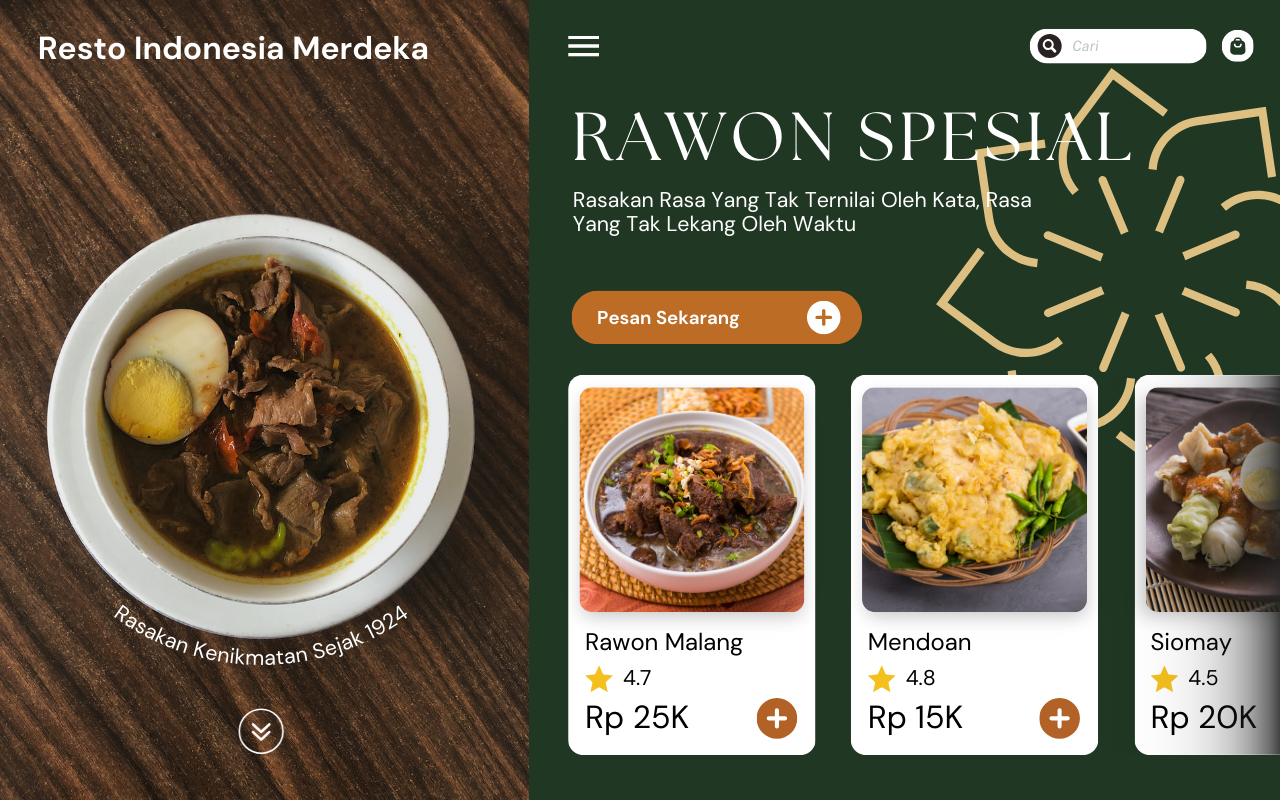 Resto Indonesia Merdeka
Rasakan Kenikmatan Sejak 1924
Cari
RAWON SPESIAL
Rasakan Rasa Yang Tak Ternilai Oleh Kata, Rasa
Yang Tak Lekang Oleh Waktu
Pesan Sekarang
Rawon Malang
4.7
Rp 25K
Mendoan
4.8
Rp 15K
Siomay
4.5
Rp 20K